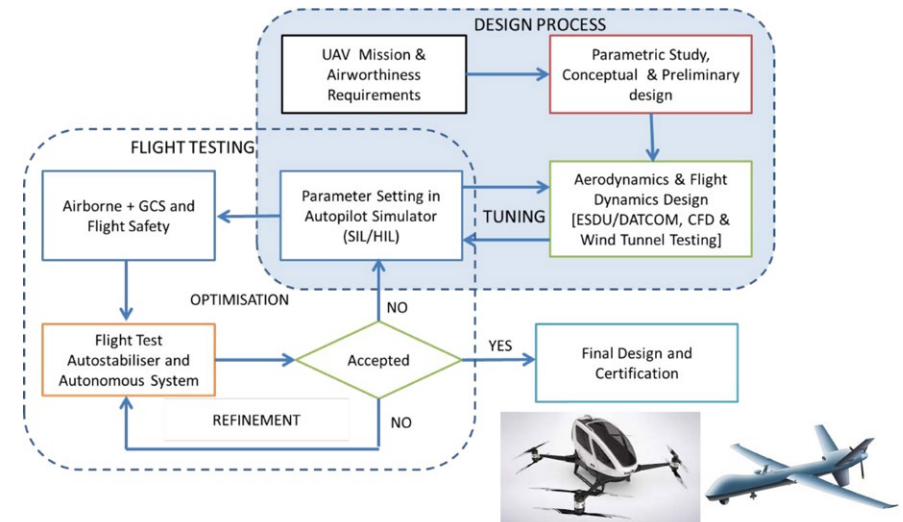 DESIGN PROCESS
UAV Mission &
Airworthiness
Requirements
Parametric Study,
Conceptual & Preliminary
design
FLIGHT TESTING
Airborne + GCS and
Flight Safety
Parameter Setting in
Autopilot Simulator
(SIL/HIL)
TUNING
Aerodynamics & Flight
Dynamics Design
[ESDU/DATCOM, CFD &
Wind Tunnel Testing]
OPTIMISATION
NO
Flight Test
Autostabiliser and
Autonomous System
Accepted
YES
Final Design and
Certification
REFINEMENT
NO